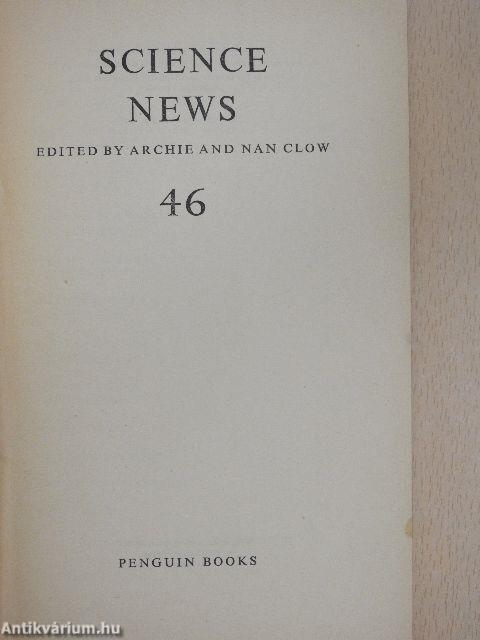 SCIENCE
NEWS
EDITED BY ARCHIE AND NAN CLOW
46
PENGUIN BOOKS
Antikvárium.hu